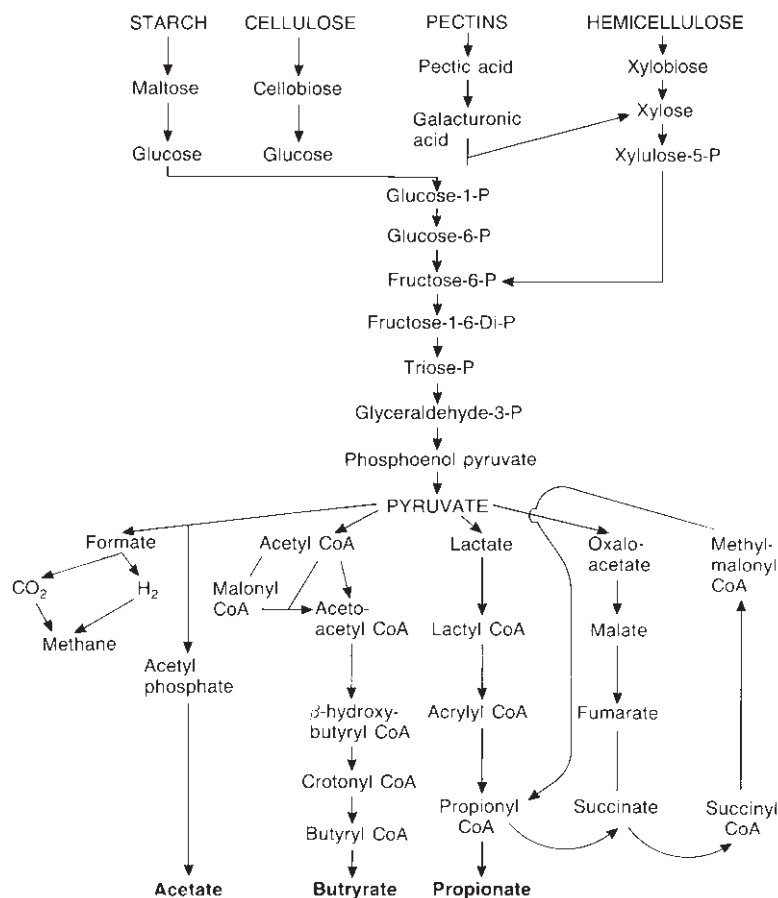 STARCH CELLULOSE PECTINS HEMICELLULOSE
Maltose Cellobiose Pectic acid Xylobiose
Galacturonic
acid
Xylose
Glucose Glucose Xylulose-5-P
Glucose-1-P
Glucose-6-P
Fructose-6-P
Fructose-1-6-Di-P
Triose-P
Glyceraldehyde-3-P
Phosphoenol pyruvate
PYRUVATE
Formate Acetyl CoA Lactate
Oxalo-
acetate
Methyl-
malonyl
CoA
CO₂ H₂
Malonyl
CoA
Methane
Aceto-
acetyl CoA
Lactyl CoA Malate
Acetyl
phosphate
β-hydroxy-
butyryl CoA
Acrylyl CoA Fumarate
Crotonyl CoA
Propionyl
CoA
Succinate
Succinyl
CoA
Butyryl CoA
Acetate Butryrate Propionate